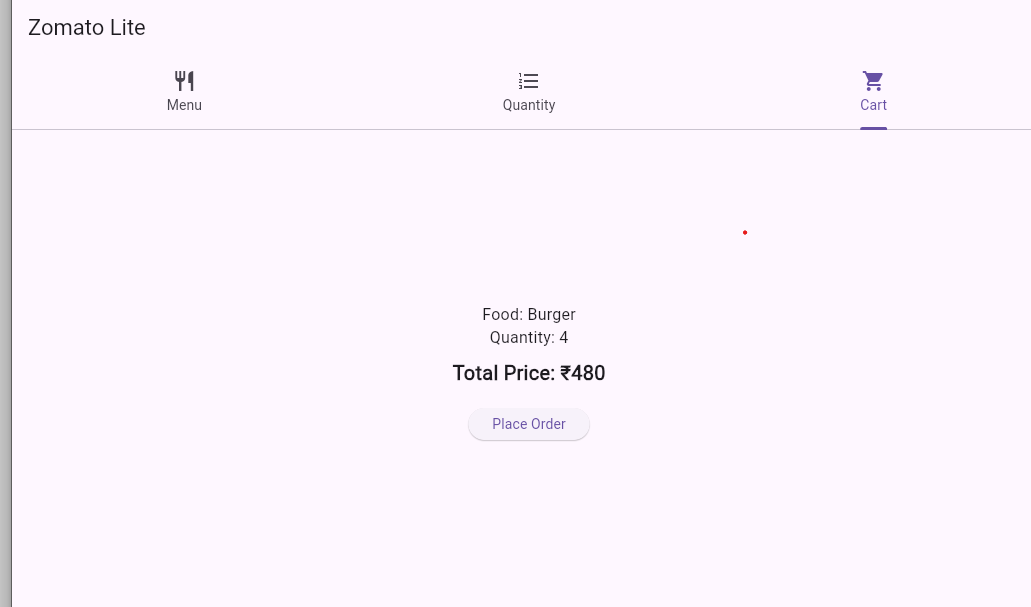 Zomato Lite
Menu
Quantity
Cart
Food: Burger
Quantity: 4
Total Price: ₹480
Place Order